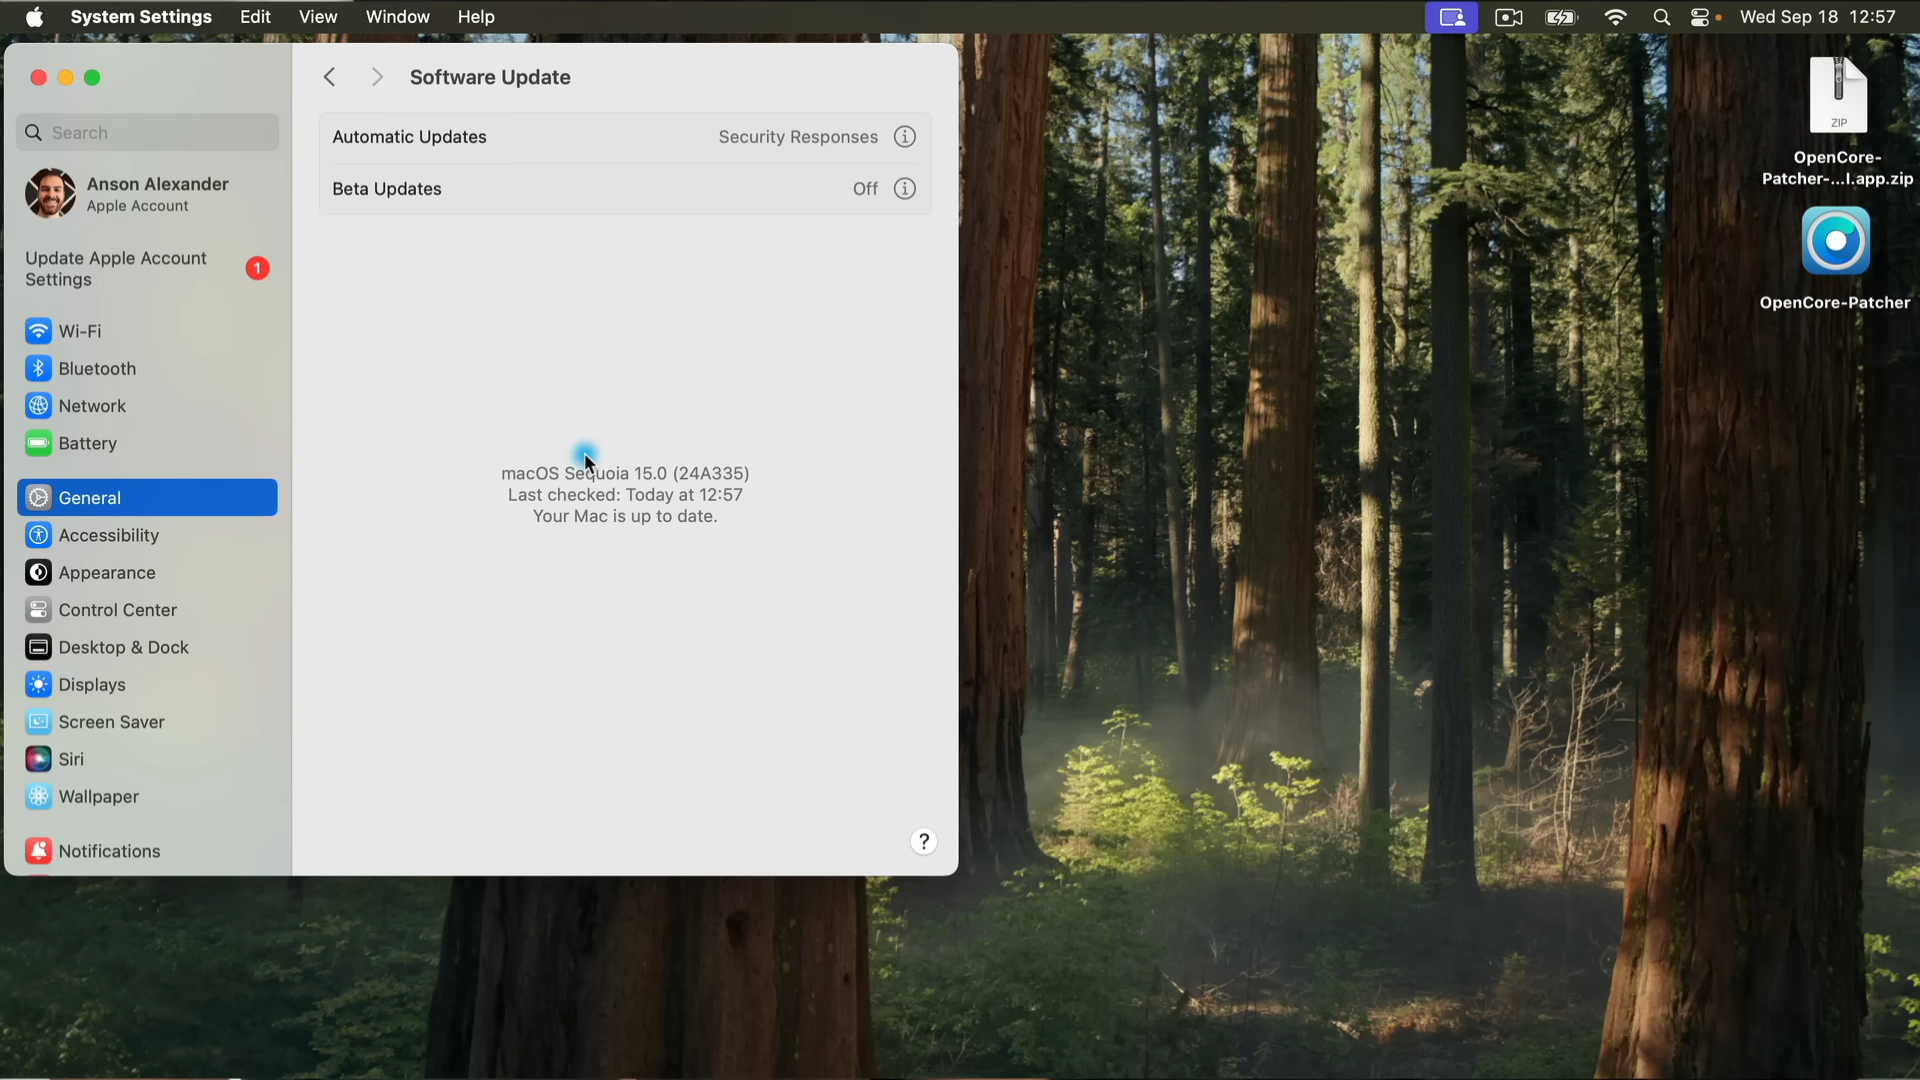 System Settings Edit View Window Help Wed Sep 18 12:57
Software Update
Search
Anson Alexander
Apple Account
Update Apple Account
Settings
1
Wi-Fi
Bluetooth
Network
Battery
General
Accessibility
Appearance
Control Center
Desktop & Dock
Displays
Screen Saver
Siri
Wallpaper
Notifications
Automatic Updates Security Responses
Beta Updates Off
macOS Sequoia 15.0 (24A335)
Last checked: Today at 12:57
Your Mac is up to date.
?
ZIP
OpenCore-
Patcher-...l.app.zip
OpenCore-Patcher